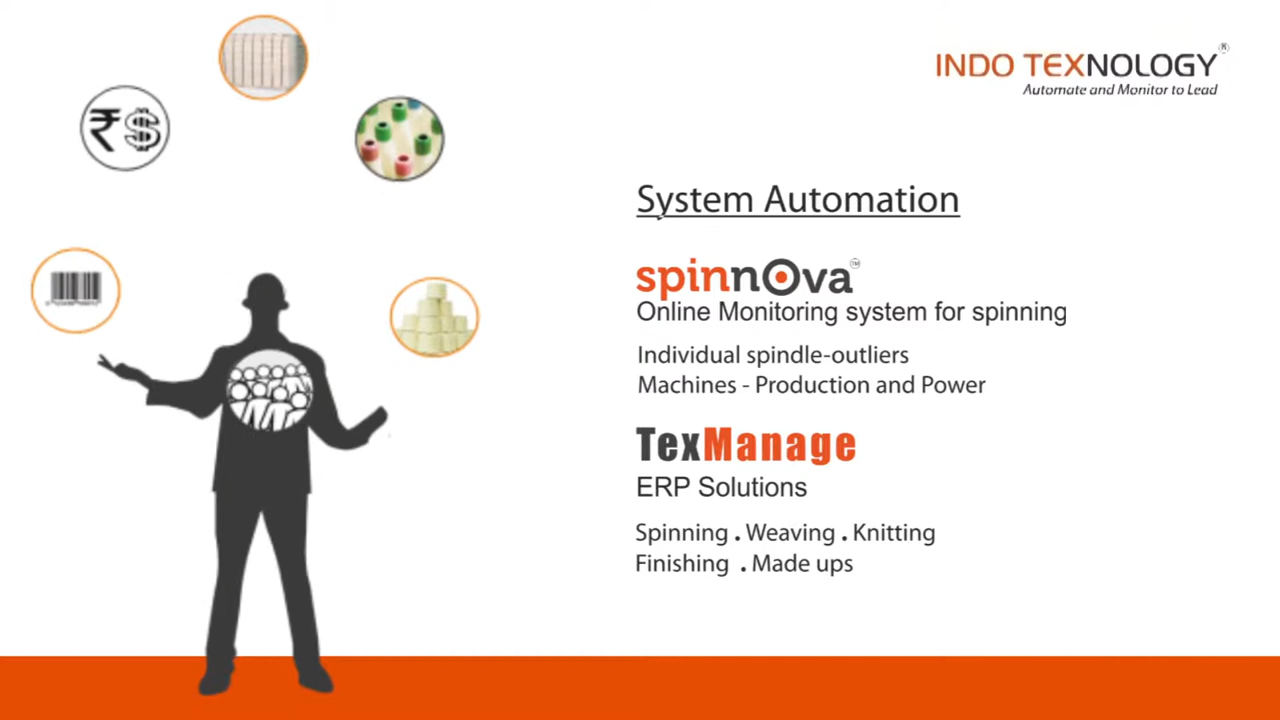 INDO TEXNOLOGY®
Automate and Monitor to Lead
₹ $
System Automation
spinnova™
Online Monitoring system for spinning
Individual spindle-outliers
Machines - Production and Power
TexManage
ERP Solutions
Spinning . Weaving . Knitting
Finishing . Made ups